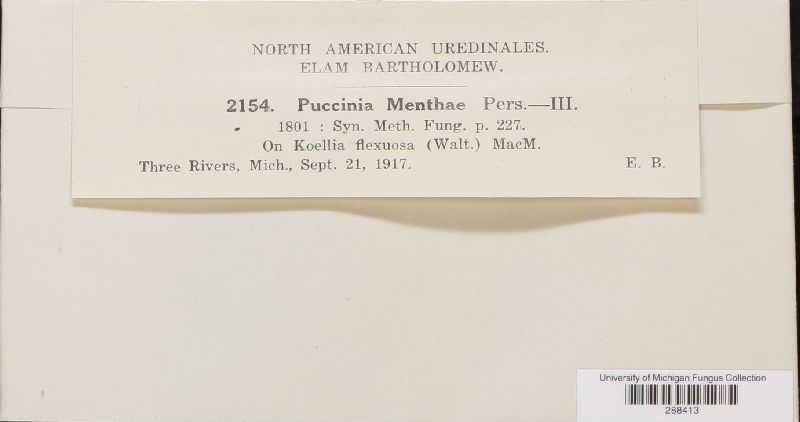 NORTH AMERICAN UREDINALES.
ELAM BARTHOLOMEW.
2154. Puccinia Menthae Pers.—III.
1801 : Syn. Meth. Fung. p. 227.
On Koellia flexuosa (Walt.) MacM.
Three Rivers, Mich., Sept. 21, 1917. E. B.
University of Michigan Fungus Collection
288413